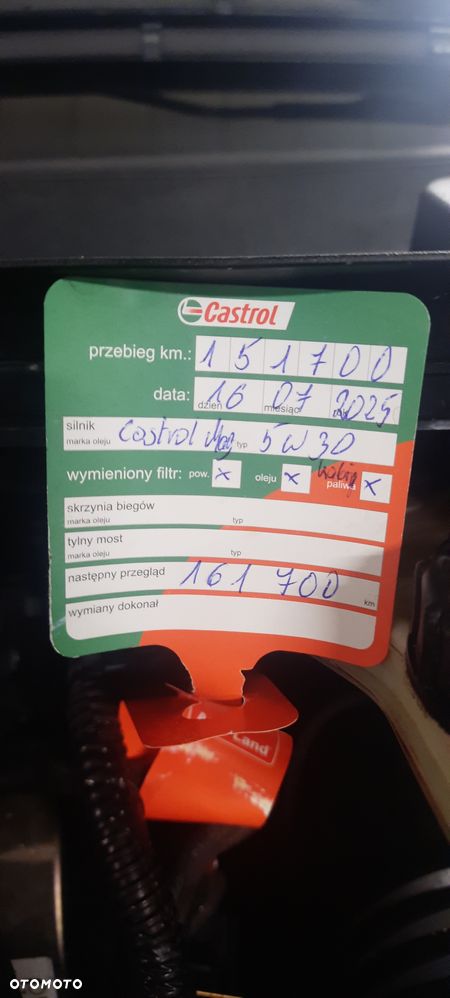 Castrol
przebieg km.: 151700
data: 16 07 2025
dzień miesiąc
silnik
marka oleju Castrol Mag typ 5W30
wymieniony filtr: pow. x oleju x paliwa x
skrzynia biegów
marka oleju typ
tylny most
marka oleju typ
następny przegląd 161 700 km
wymiany dokonał
Land
OTOMOTO